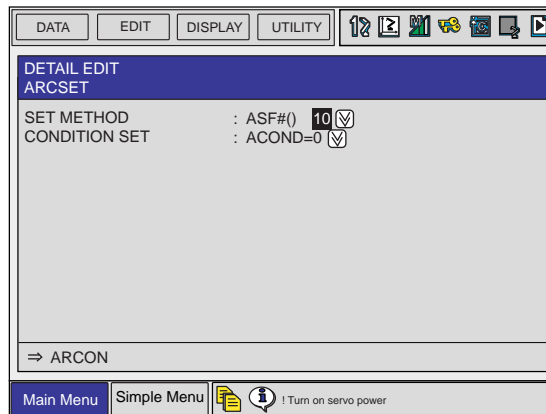 DATA EDIT DISPLAY UTILITY
DETAIL EDIT
ARCSET
SET METHOD : ASF#() 10
CONDITION SET : ACOND=0
⇒ ARCON
Main Menu Simple Menu ! Turn on servo power